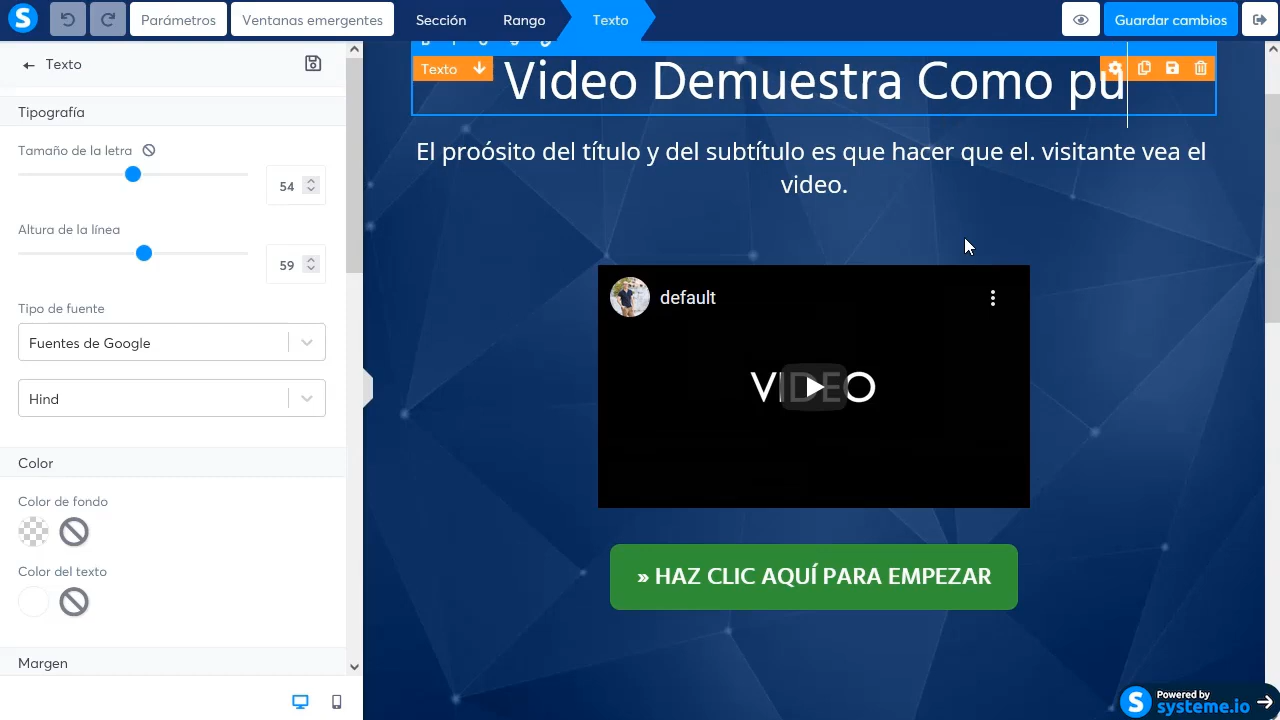 S
Parámetros
Ventanas emergentes
Sección
Rango
Texto
Guardar cambios
Texto
Tipografía
Tamaño de la letra
54
Altura de la línea
59
Tipo de fuente
Fuentes de Google
Hind
Color
Color de fondo
Color del texto
Margen
Texto
Video Demuestra Como pu
El proósito del título y del subtítulo es que hacer que el. visitante vea el
video.
default
VIDEO
» HAZ CLIC AQUÍ PARA EMPEZAR
S
Powered by
systeme.io